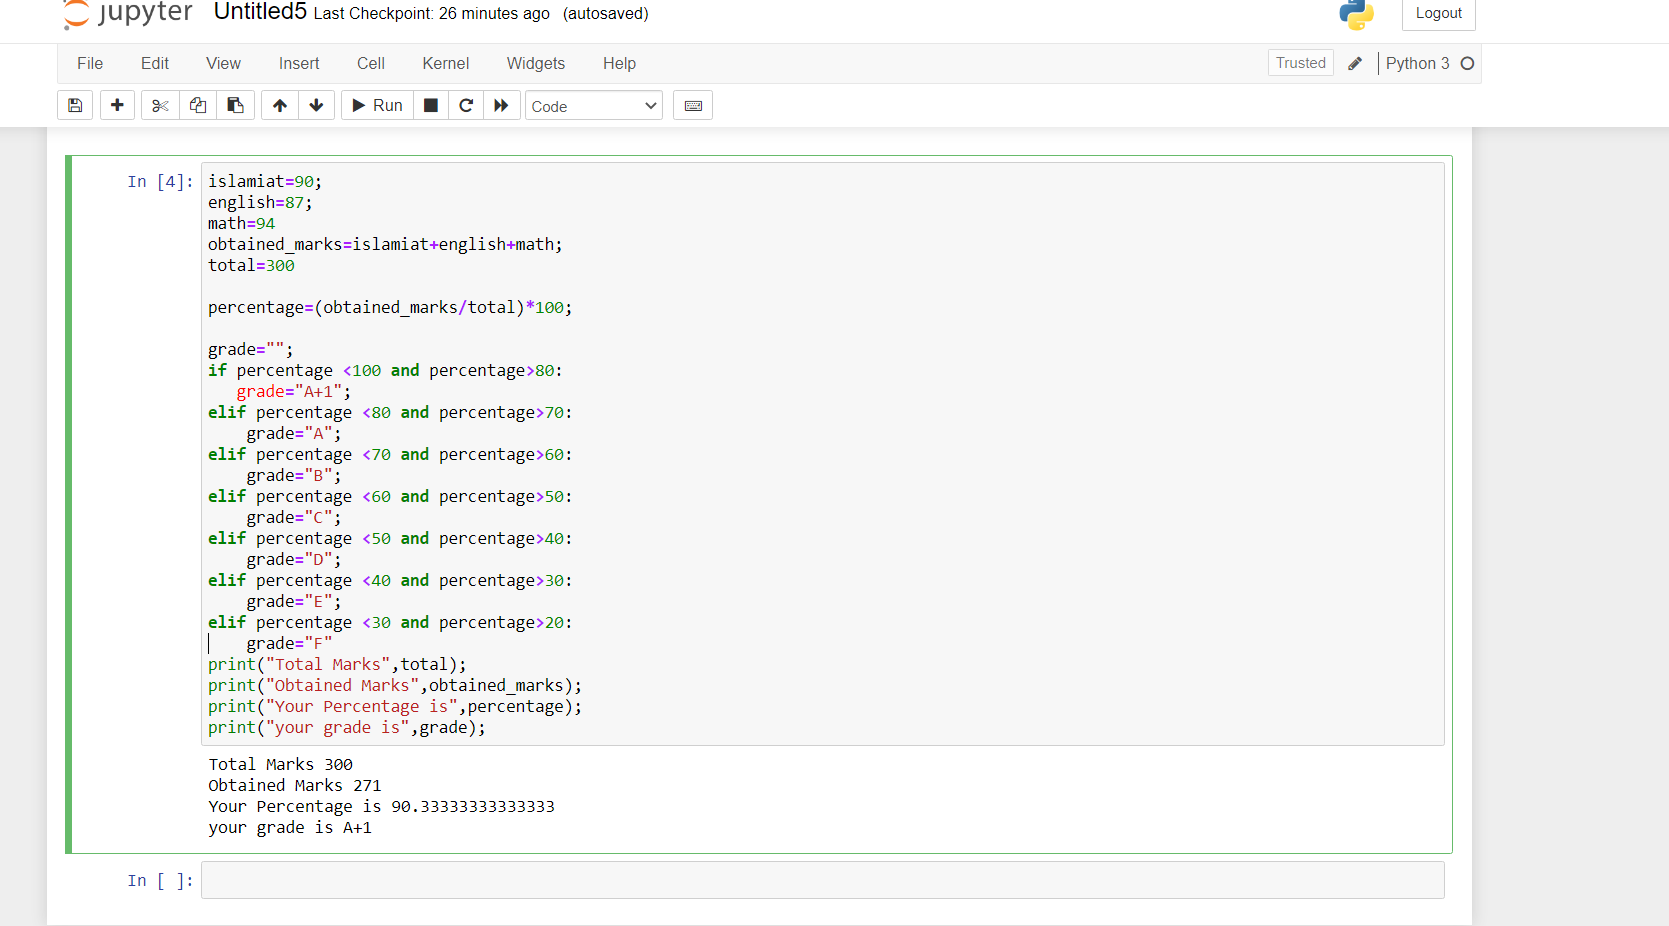 jupyter Untitled5 Last Checkpoint: 26 minutes ago (autosaved) Logout
File Edit View Insert Cell Kernel Widgets Help Trusted Python 3
Run Code
In [4]: islamiat=90;
english=87;
math=94
obtained_marks=islamiat+english+math;
total=300
percentage=(obtained_marks/total)*100;
grade="";
if percentage <100 and percentage>80:
   grade="A+1";
elif percentage <80 and percentage>70:
    grade="A";
elif percentage <70 and percentage>60:
    grade="B";
elif percentage <60 and percentage>50:
    grade="C";
elif percentage <50 and percentage>40:
    grade="D";
elif percentage <40 and percentage>30:
    grade="E";
elif percentage <30 and percentage>20:
    grade="F"
print("Total Marks",total);
print("Obtained Marks",obtained_marks);
print("Your Percentage is",percentage);
print("your grade is",grade);
Total Marks 300
Obtained Marks 271
Your Percentage is 90.33333333333333
your grade is A+1
In [ ]: